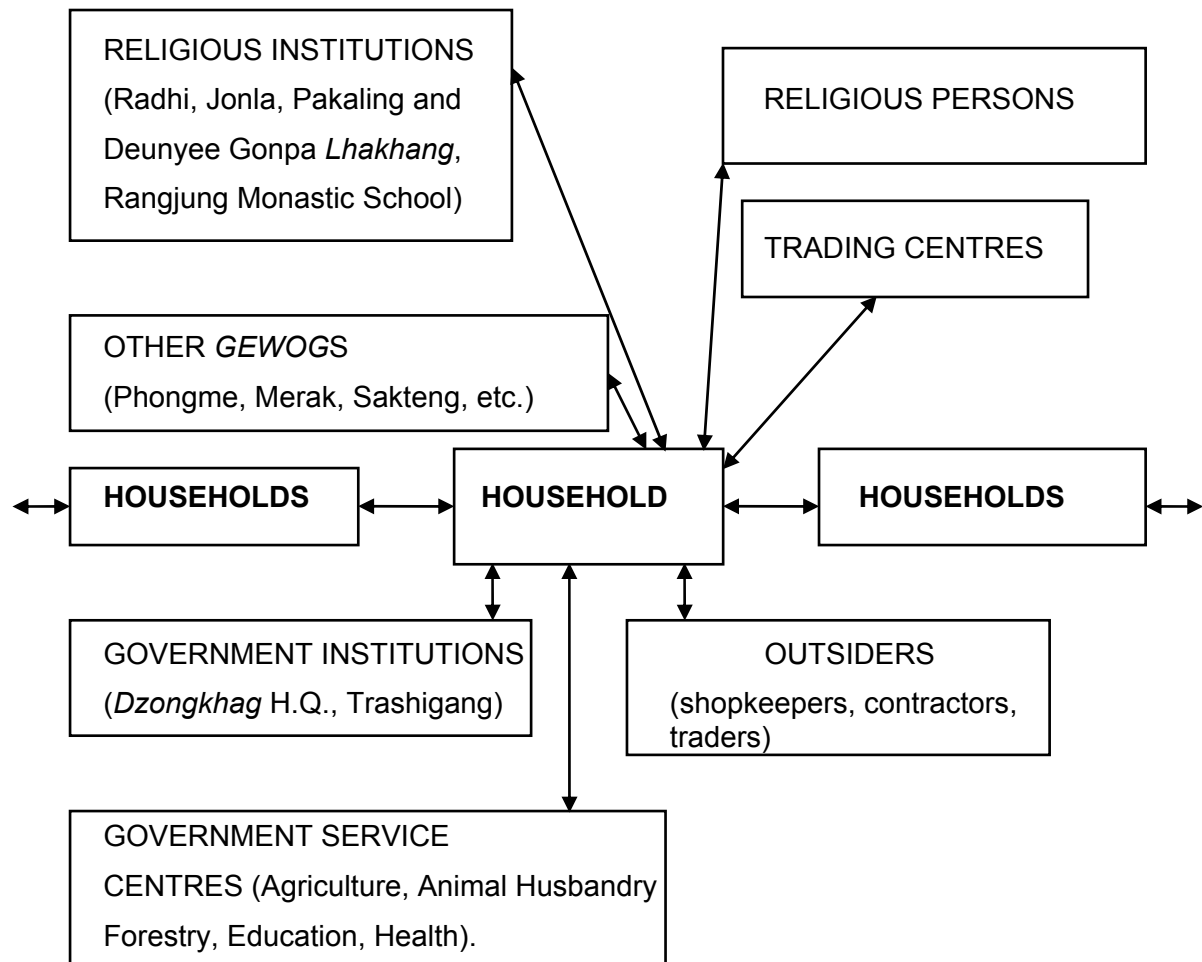 RELIGIOUS INSTITUTIONS
(Radhi, Jonla, Pakaling and
Deunyee Gonpa Lhakhang,
Rangjung Monastic School)
RELIGIOUS PERSONS
TRADING CENTRES
OTHER GEWOGS
(Phongme, Merak, Sakteng, etc.)
HOUSEHOLDS
HOUSEHOLD
HOUSEHOLDS
GOVERNMENT INSTITUTIONS
(Dzongkhag H.Q., Trashigang)
OUTSIDERS
(shopkeepers, contractors,
traders)
GOVERNMENT SERVICE
CENTRES (Agriculture, Animal Husbandry
Forestry, Education, Health).